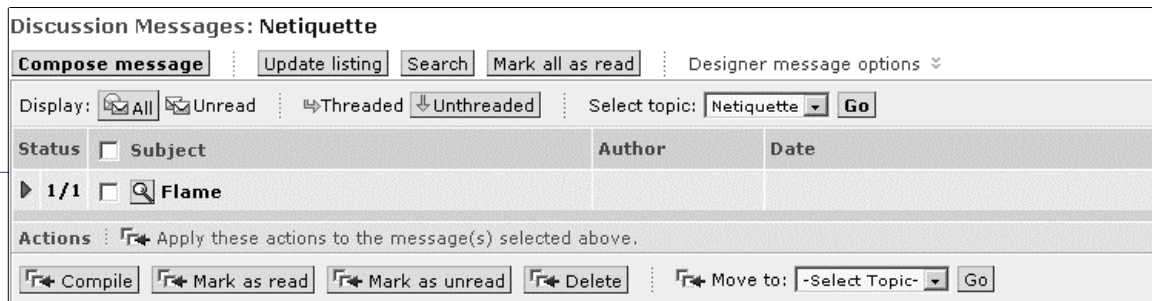 Discussion Messages: Netiquette
Compose message Update listing Search Mark all as read Designer message options
Display: All Unread Threaded Unthreaded Select topic: Netiquette Go
Status Subject Author Date
1/1 Flame
Actions Apply these actions to the message(s) selected above.
Compile Mark as read Mark as unread Delete Move to: -Select Topic- Go